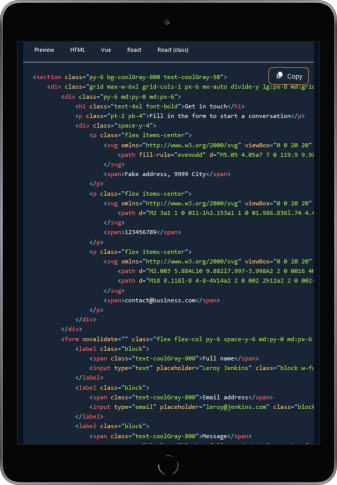 Preview HTML Vue React React (class)
Copy
<section class="py-6 bg-coolGray-800 text-coolGray-50">
<div class="grid max-w-6xl grid-cols-1 px-6 mx-auto divide-y lg:px-8 md:grid
<div class="py-6 md:py-0 md:px-6">
<h1 class="text-4xl font-bold">Get in touch</h1>
<p class="pt-2 pb-4">Fill in the form to start a conversation</p>
<div class="space-y-4">
<p class="flex items-center">
<svg xmlns="http://www.w3.org/2000/svg" viewBox="0 0 20 20"
<path fill-rule="evenodd" d="M5.05 4.05a7 7 0 119.9 9.9
</svg>
<span>Fake address, 9999 City</span>
</p>
<p class="flex items-center">
<svg xmlns="http://www.w3.org/2000/svg" viewBox="0 0 20 20"
<path d="M2 3a1 1 0 011-1h2.153a1 1 0 01.986.836l.74 4.4
</svg>
<span>123456789</span>
</p>
<p class="flex items-center">
<svg xmlns="http://www.w3.org/2000/svg" viewBox="0 0 20 20"
<path d="M2.003 5.884L10 9.882l7.997-3.998A2 2 0 0016 4H
<path d="M18 8.118l-8 4-8-4V14a2 2 0 002 2h12a2 2 0 002-
</svg>
<span>contact@business.com</span>
</p>
</div>
</div>
<form novalidate="" class="flex flex-col py-6 space-y-6 md:py-0 md:px-6
<label class="block">
<span class="text-coolGray-800">Full name</span>
<input type="text" placeholder="Leroy Jenkins" class="block w-fu
</label>
<label class="block">
<span class="text-coolGray-800">Email address</span>
<input type="email" placeholder="leroy@jenkins.com" class="block
</label>
<label class="block">
<span class="text-coolGray-800">Message</span>